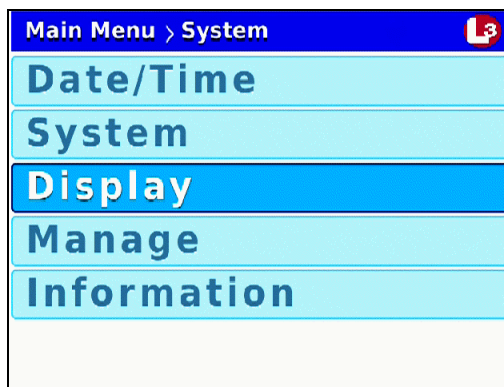 Main Menu > System
L3
Date/Time
System
Display
Manage
Information